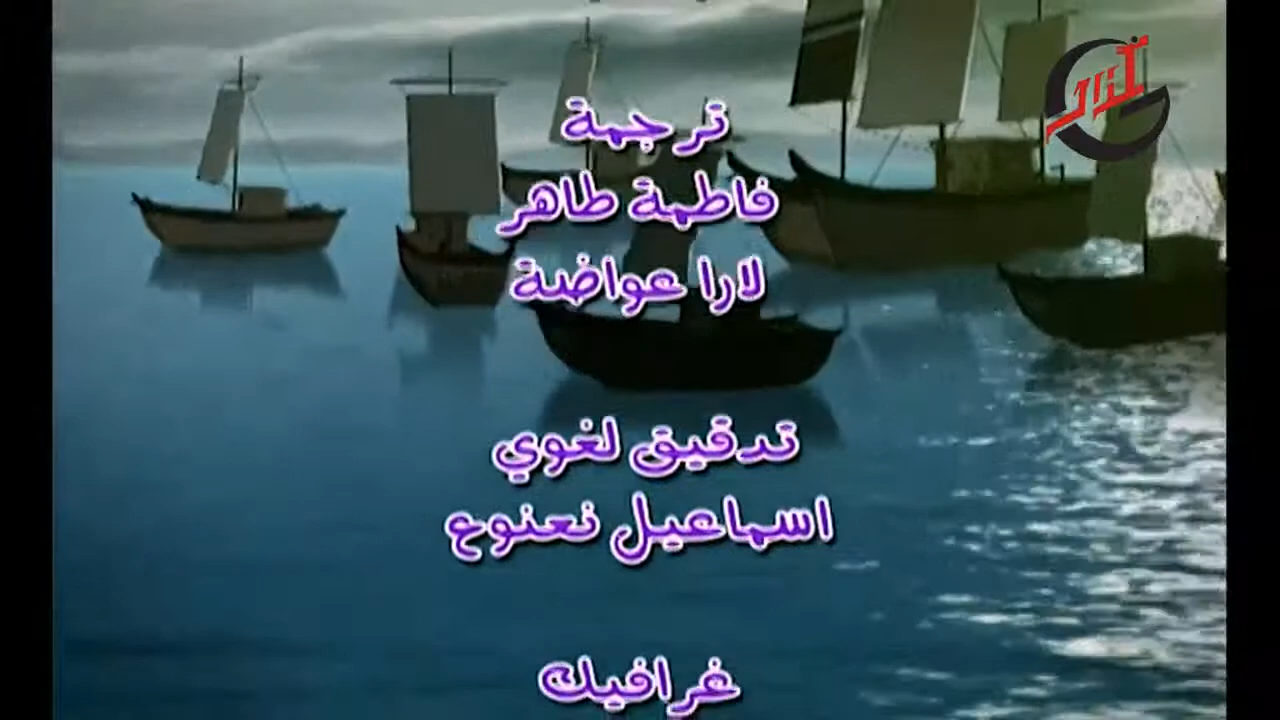 ترجمة
فاطمة طاهر
لارا عواضة
تدقيق لغوي
اسماعيل نعنوع
غرافيك